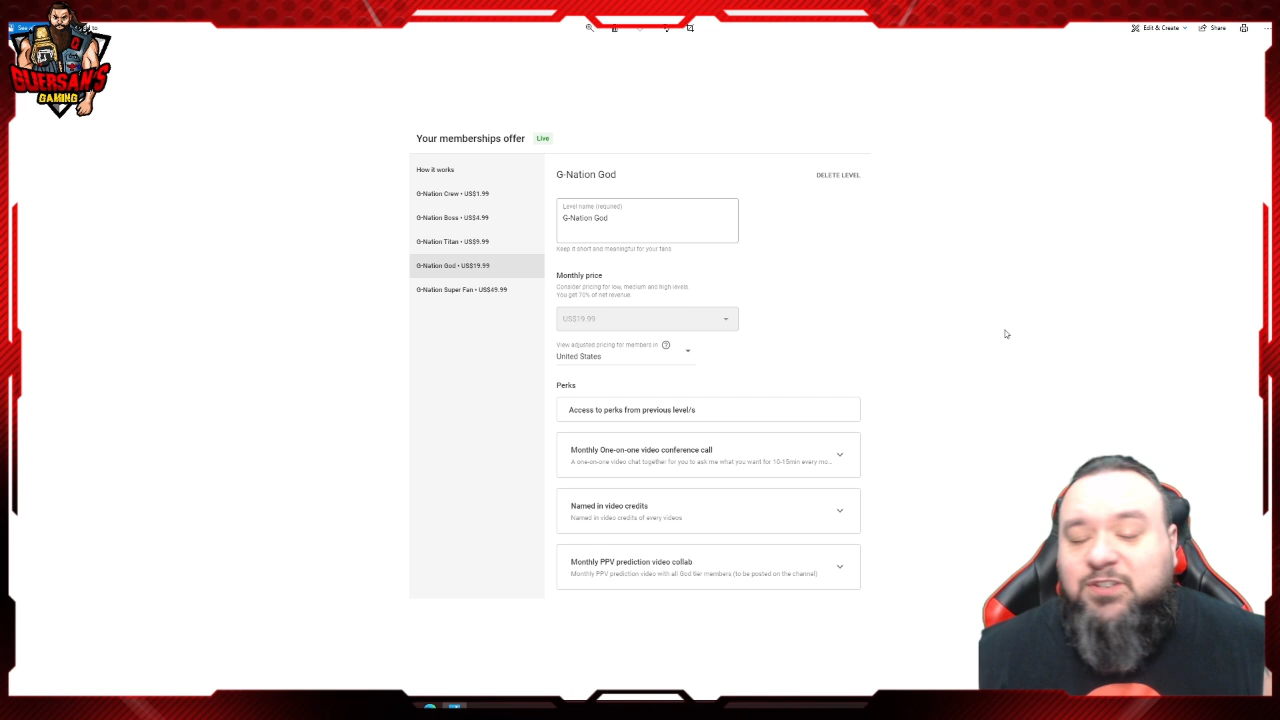 See
to
Edit & Create
Share
GUERSAN'S
GAMING
Your memberships offer
Live
How it works
G-Nation Crew • US$1.99
G-Nation Boss • US$4.99
G-Nation Titan • US$9.99
G-Nation God • US$19.99
G-Nation Super Fan • US$49.99
G-Nation God
DELETE LEVEL
Level name (required)
G-Nation God
Keep it short and meaningful for your fans
Monthly price
Consider pricing for low, medium and high levels.
You get 70% of net revenue.
US$19.99
View adjusted pricing for members in
United States
Perks
Access to perks from previous level/s
Monthly One-on-one video conference call
A one-on-one video chat together for you to ask me what you want for 10-15min every mo...
Named in video credits
Named in video credits of every videos
Monthly PPV prediction video collab
Monthly PPV prediction video with all God tier members (to be posted on the channel)